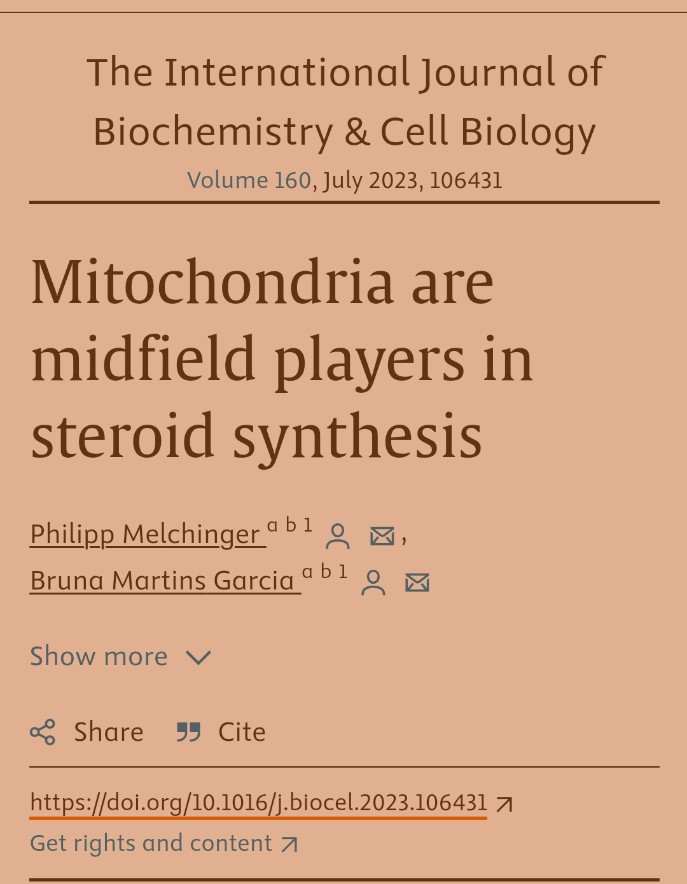 The International Journal of
Biochemistry & Cell Biology
Volume 160, July 2023, 106431
Mitochondria are
midfield players in
steroid synthesis
Philipp Melchinger a b 1 ,
Bruna Martins Garcia a b 1
Show more
Share Cite
https://doi.org/10.1016/j.biocel.2023.106431
Get rights and content